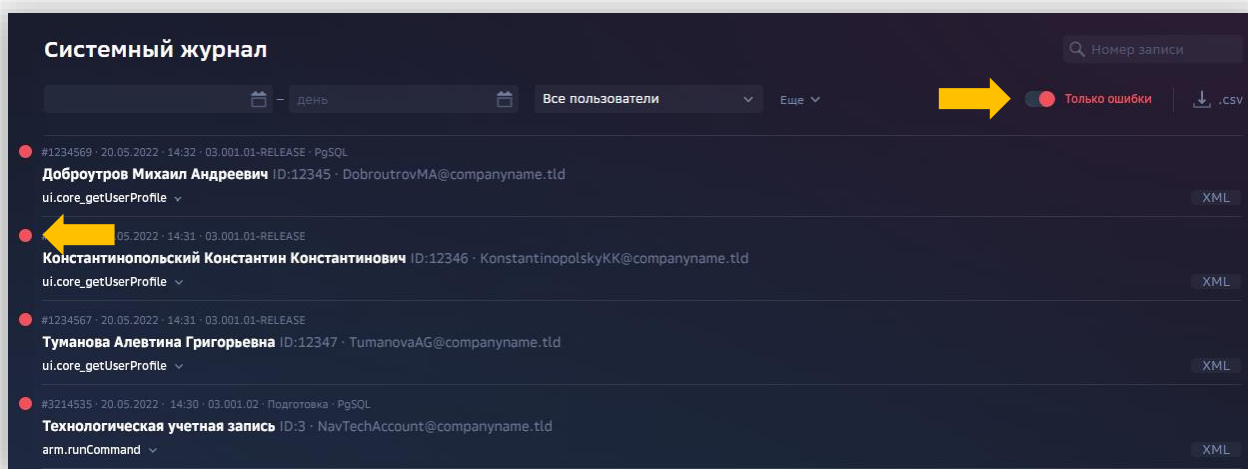 Системный журнал
Номер записи
– день
Все пользователи
Еще
Только ошибки
.csv
#1234569 · 20.05.2022 · 14:32 · 03.001.01-RELEASE · PgSQL
Доброутров Михаил Андреевич ID:12345 · DobroutrovMA@companyname.tld
ui.core_getUserProfile
XML
05.2022 · 14:31 · 03.001.01-RELEASE
Константинопольский Константин Константинович ID:12346 · KonstantinopolskyKK@companyname.tld
ui.core_getUserProfile
XML
#1234567 · 20.05.2022 · 14:31 · 03.001.01-RELEASE
Туманова Алевтина Григорьевна ID:12347 · TumanovaAG@companyname.tld
ui.core_getUserProfile
XML
#3214535 · 20.05.2022 · 14:30 · 03.001.02 · Подготовка · PgSQL
Технологическая учетная запись ID:3 · NavTechAccount@companyname.tld
arm.runCommand
XML